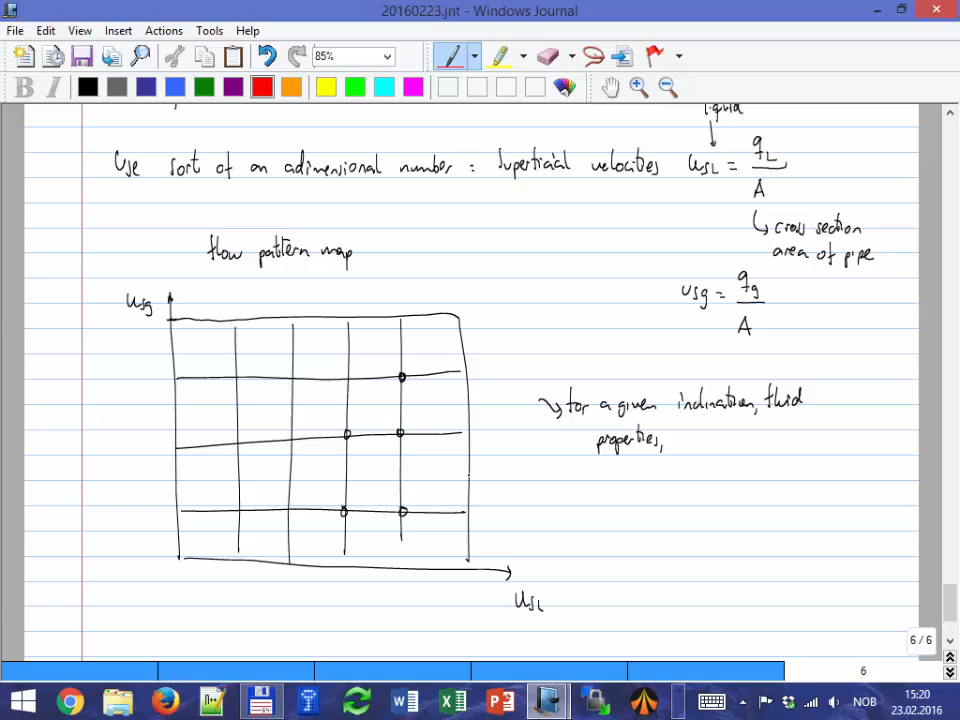 20160223.jnt - Windows Journal
File Edit View Insert Actions Tools Help
85%
B I
liquid
Use sort of an adimensional number : Superficial velocities usL = qL / A
cross section
area of pipe
flow pattern map
usg = qg / A
usg
for a given inclination, fluid
properties,
usL
6 / 6
6
NOB
15:20
23.02.2016